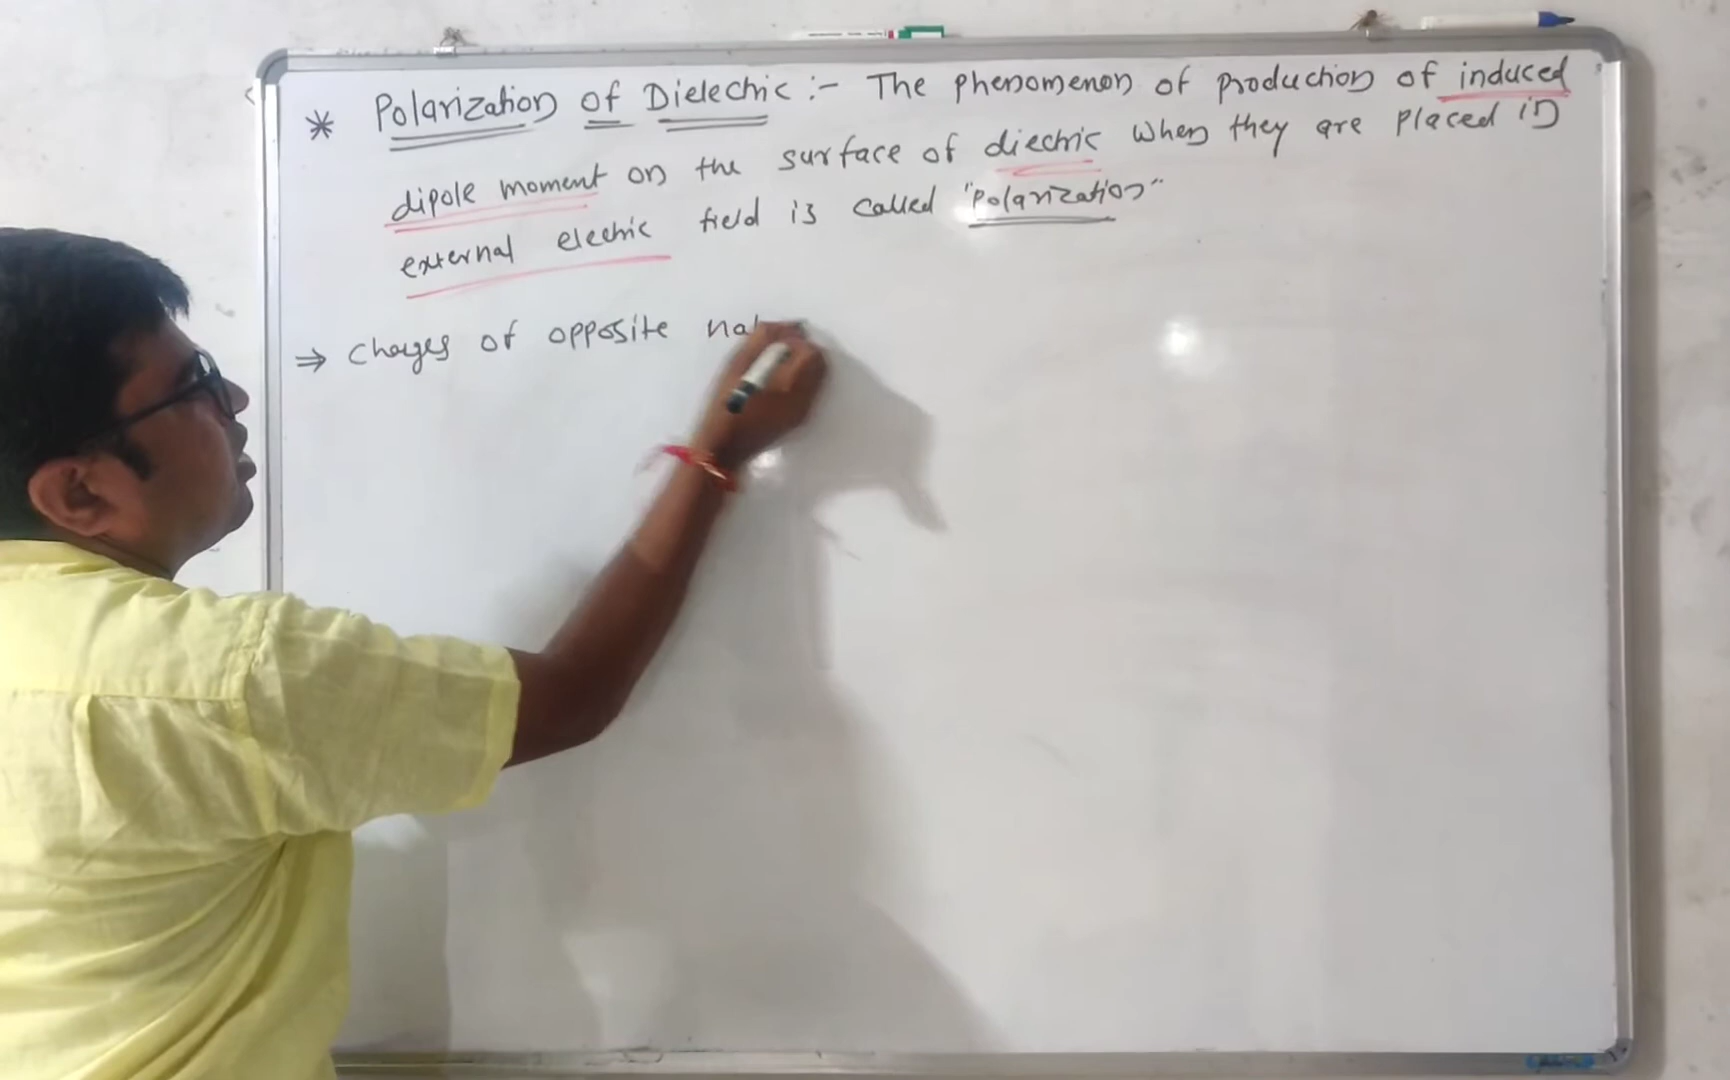 * Polarization of Dielectric :- The phenomenon of production of induced
dipole moment on the surface of diectric when they are placed in
external electric field is called "Polarization"
⇒ Charges of opposite nat